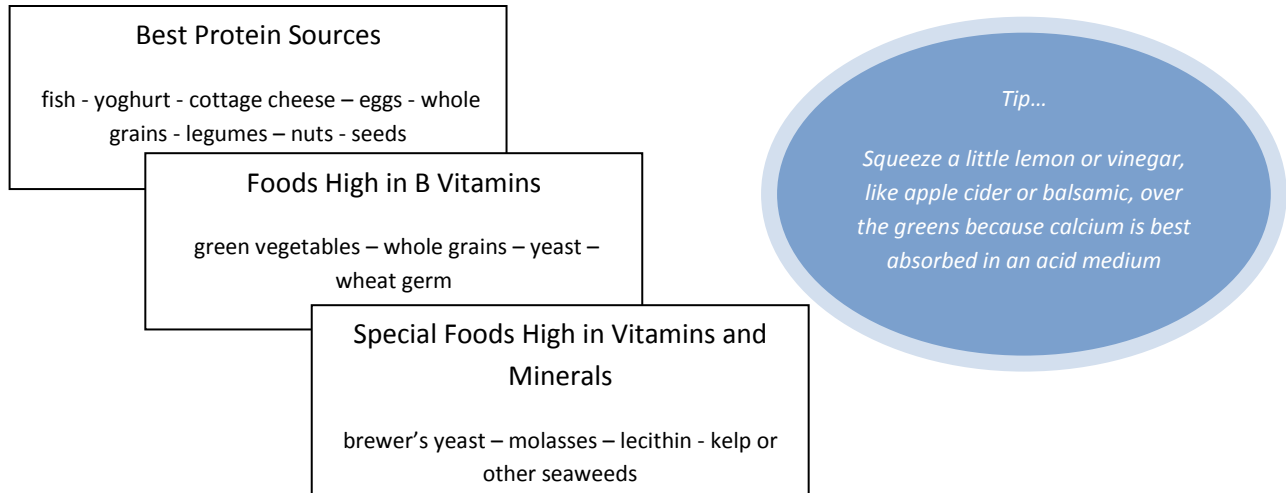 Best Protein Sources
fish - yoghurt - cottage cheese – eggs - whole
grains - legumes – nuts - seeds
Foods High in B Vitamins
green vegetables – whole grains – yeast –
wheat germ
Special Foods High in Vitamins and
Minerals
brewer’s yeast – molasses – lecithin - kelp or
other seaweeds
Tip…
Squeeze a little lemon or vinegar,
like apple cider or balsamic, over
the greens because calcium is best
absorbed in an acid medium